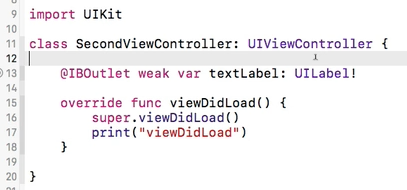 8
9 import UIKit
10
11 class SecondViewController: UIViewController {
12
13 @IBOutlet weak var textLabel: UILabel!
14
15 override func viewDidLoad() {
16 super.viewDidLoad()
17 print("viewDidLoad")
18 }
19
20 }